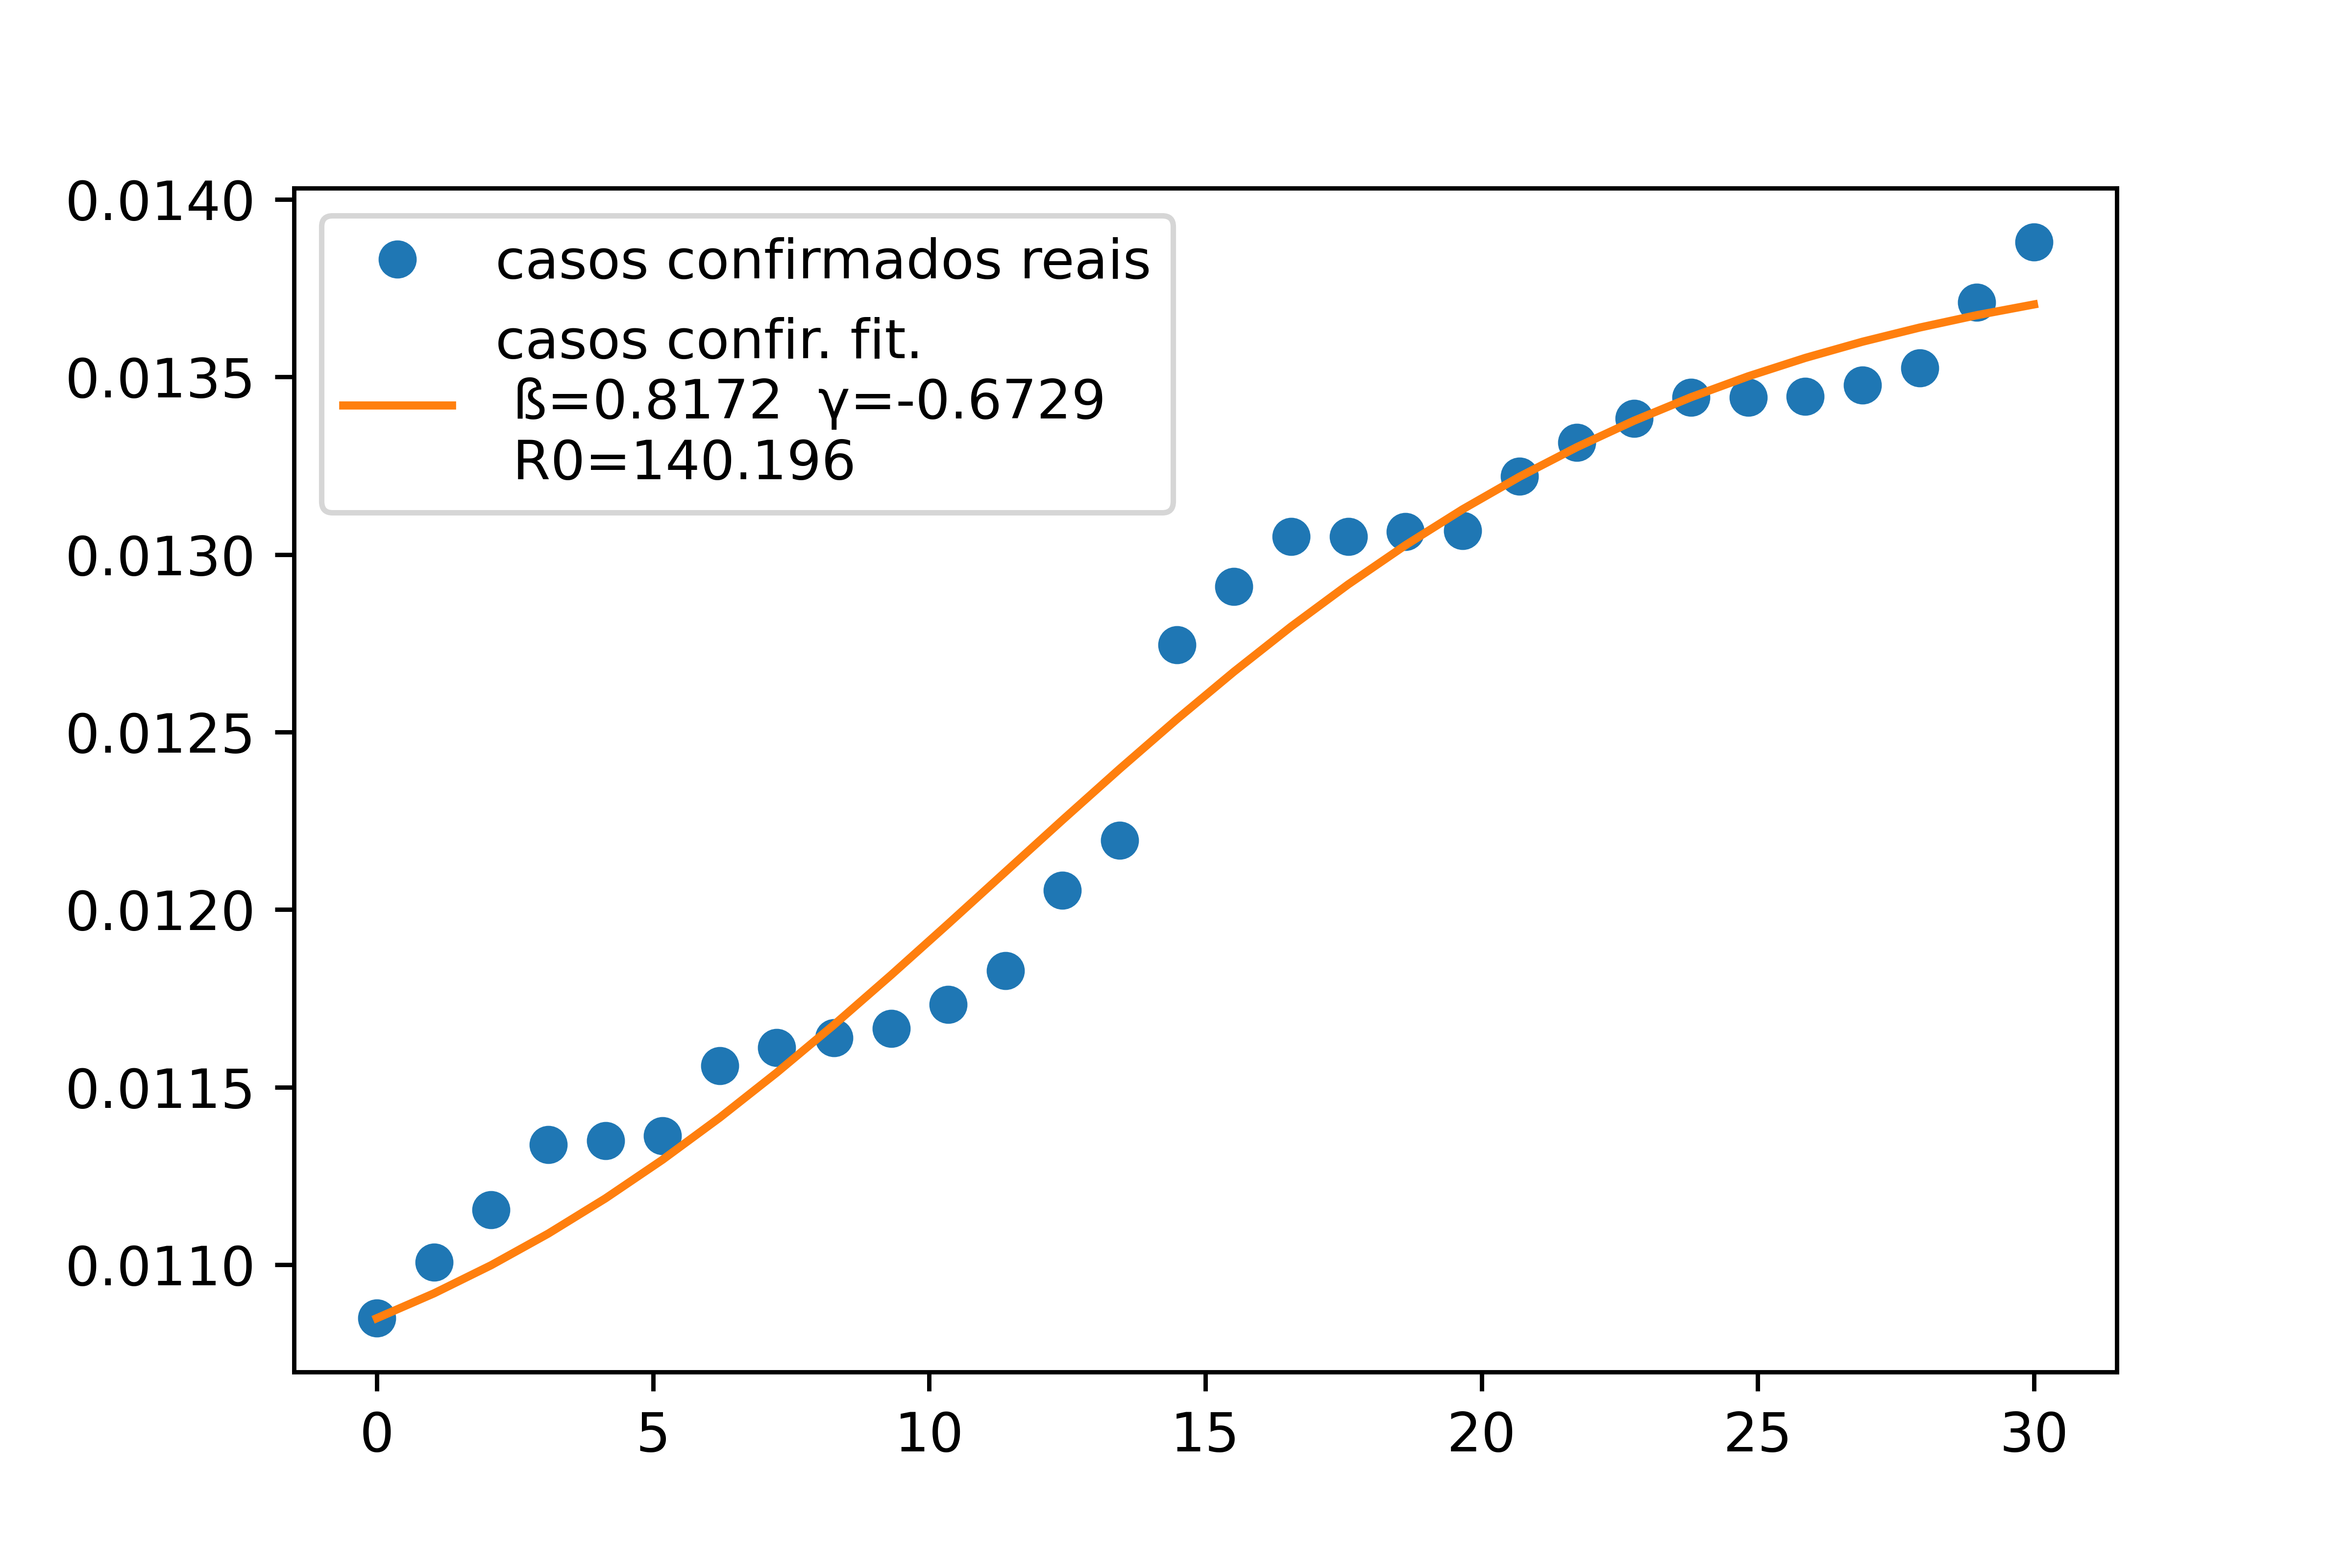 0.0140
0.0135
0.0130
0.0125
0.0120
0.0115
0.0110
casos confirmados reais
casos confir. fit.
ß=0.8172 γ=-0.6729
R0=140.196
0 5 10 15 20 25 30